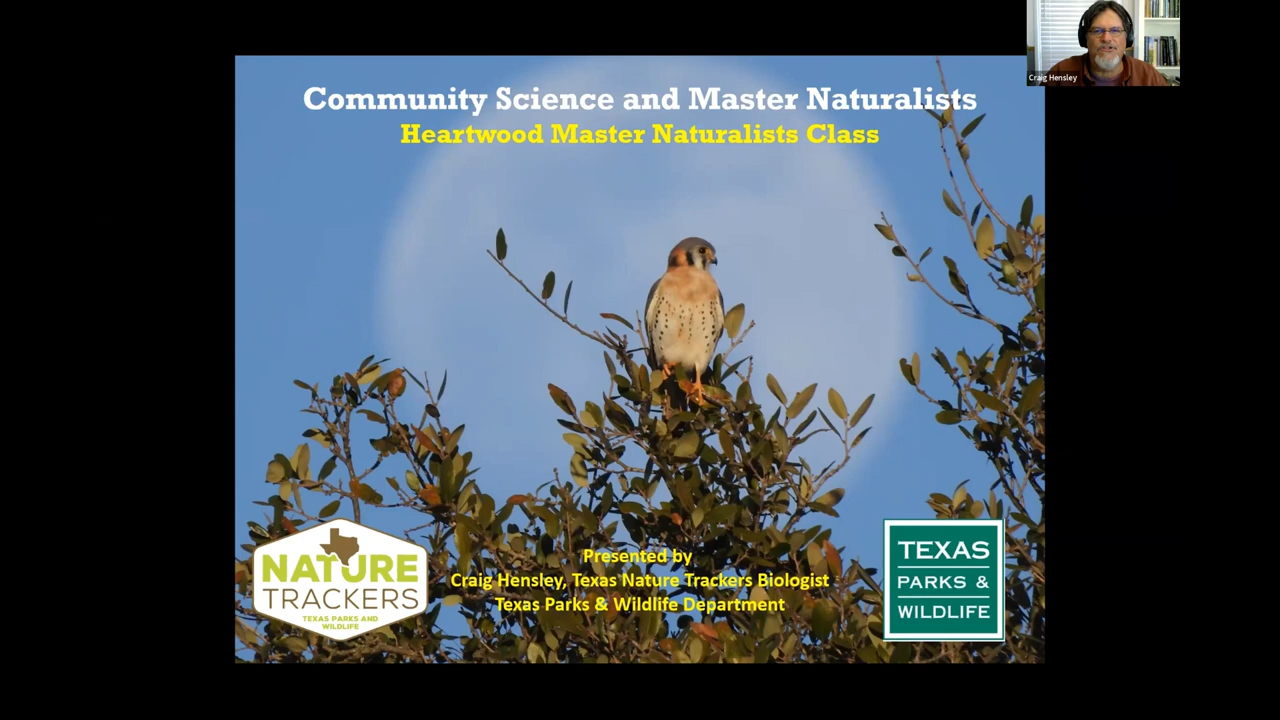 Craig Hensley
Community Science and Master Naturalists
Heartwood Master Naturalists Class
Presented by
Craig Hensley, Texas Nature Trackers Biologist
Texas Parks & Wildlife Department
NATURE
TRACKERS
TEXAS PARKS AND
WILDLIFE
TEXAS
PARKS &
WILDLIFE